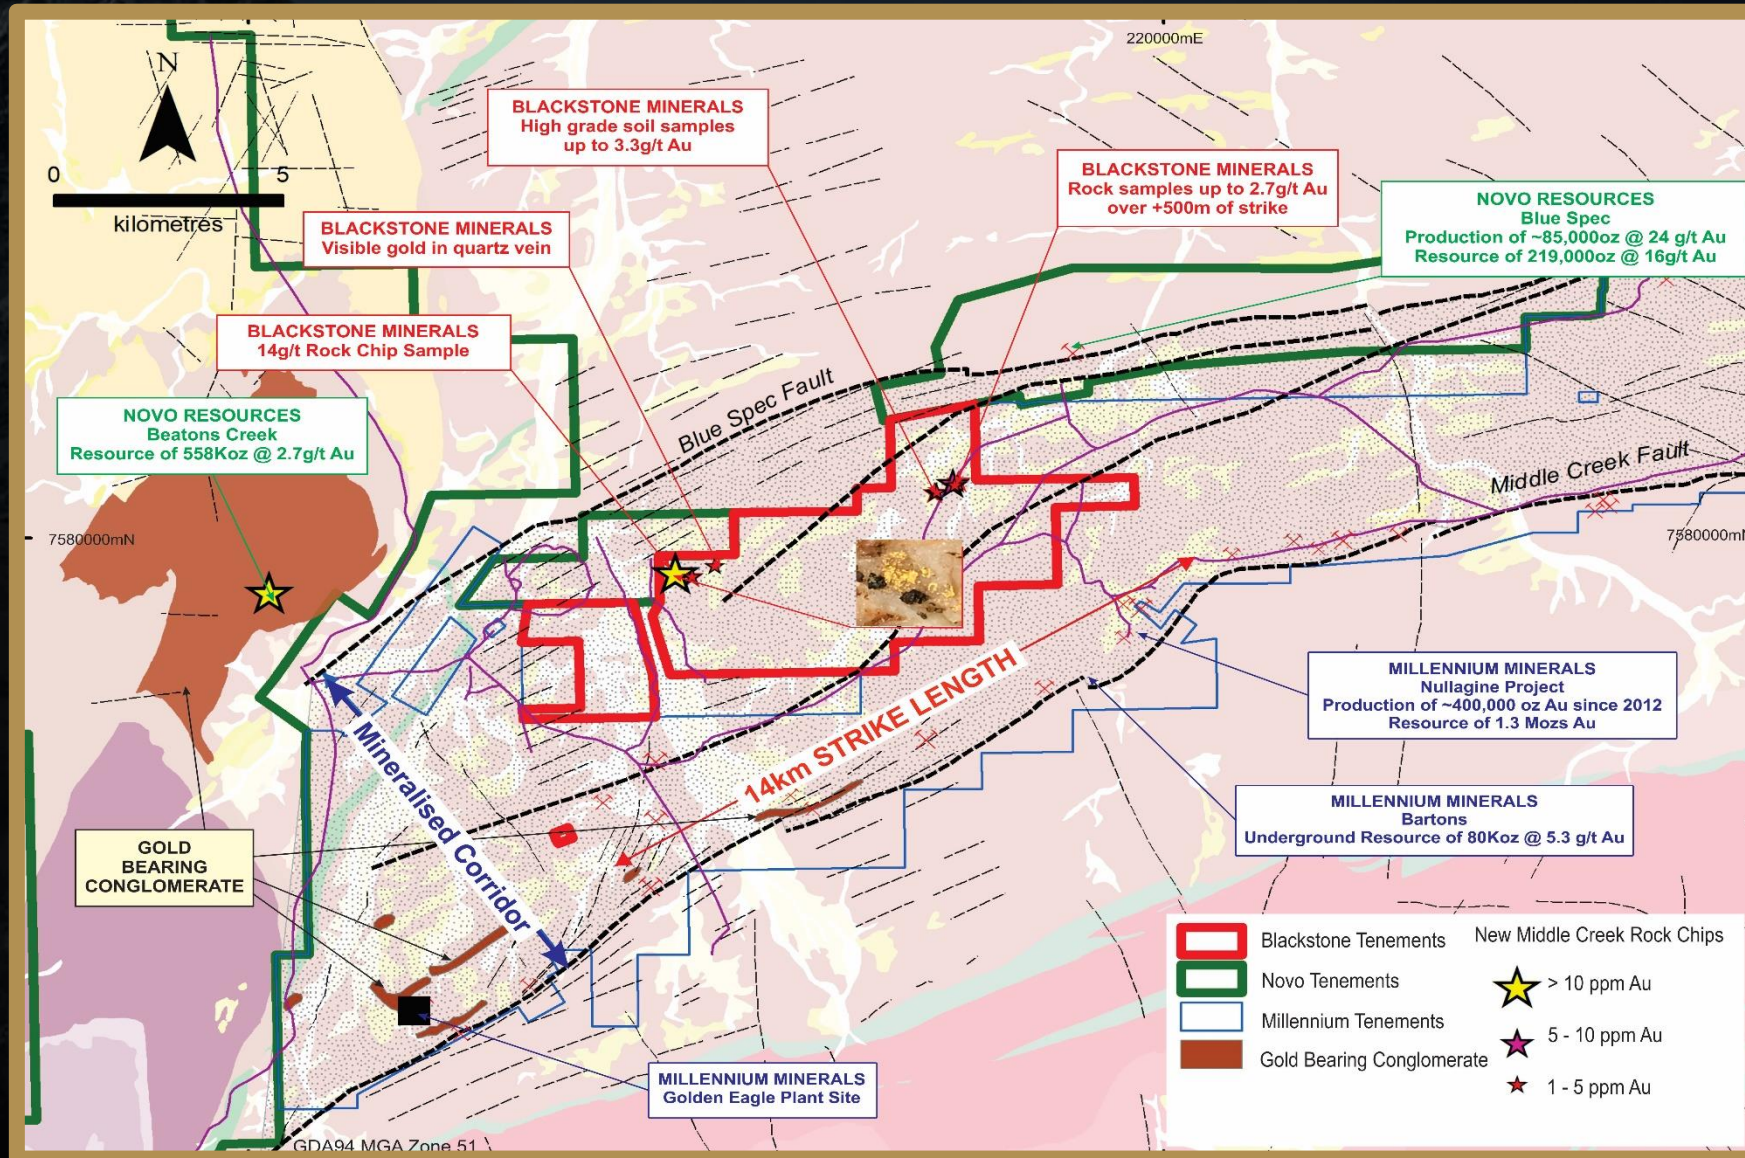 220000mE
N
0 5
kilometres
BLACKSTONE MINERALS
High grade soil samples
up to 3.3g/t Au
BLACKSTONE MINERALS
Rock samples up to 2.7g/t Au
over +500m of strike
NOVO RESOURCES
Blue Spec
Production of ~85,000oz @ 24 g/t Au
Resource of 219,000oz @ 16g/t Au
BLACKSTONE MINERALS
Visible gold in quartz vein
BLACKSTONE MINERALS
14g/t Rock Chip Sample
NOVO RESOURCES
Beatons Creek
Resource of 558Koz @ 2.7g/t Au
Blue Spec Fault
Middle Creek Fault
7580000mN
7580000mN
14km STRIKE LENGTH
Mineralised Corridor
MILLENNIUM MINERALS
Nullagine Project
Production of ~400,000 oz Au since 2012
Resource of 1.3 Mozs Au
MILLENNIUM MINERALS
Bartons
Underground Resource of 80Koz @ 5.3 g/t Au
GOLD
BEARING
CONGLOMERATE
MILLENNIUM MINERALS
Golden Eagle Plant Site
Blackstone Tenements
Novo Tenements
Millennium Tenements
Gold Bearing Conglomerate
New Middle Creek Rock Chips
> 10 ppm Au
5 - 10 ppm Au
1 - 5 ppm Au
GDA94 MGA Zone 51